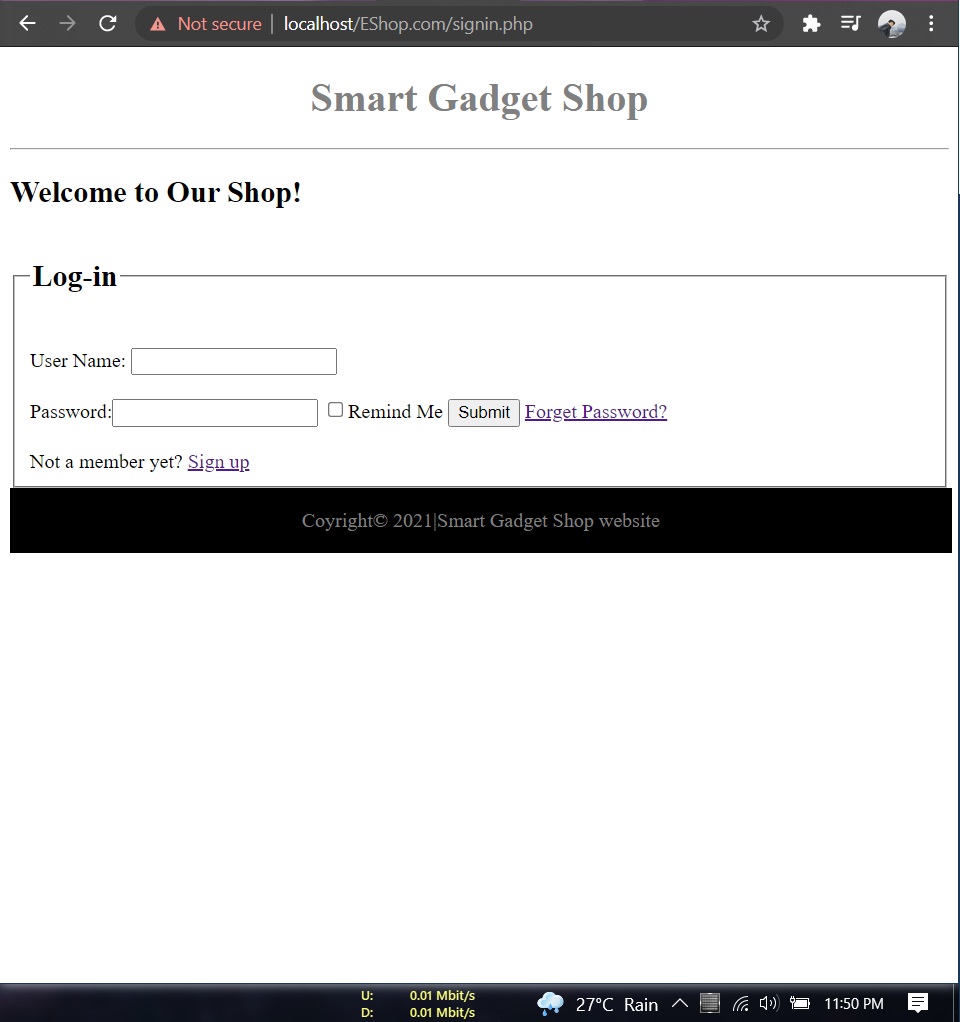 Not secure | localhost/EShop.com/signin.php
Smart Gadget Shop
Welcome to Our Shop!
Log-in
User Name:
Password: Remind Me Submit Forget Password?
Not a member yet? Sign up
Coyright© 2021|Smart Gadget Shop website
U: 0.01 Mbit/s
D: 0.01 Mbit/s
27°C Rain 11:50 PM